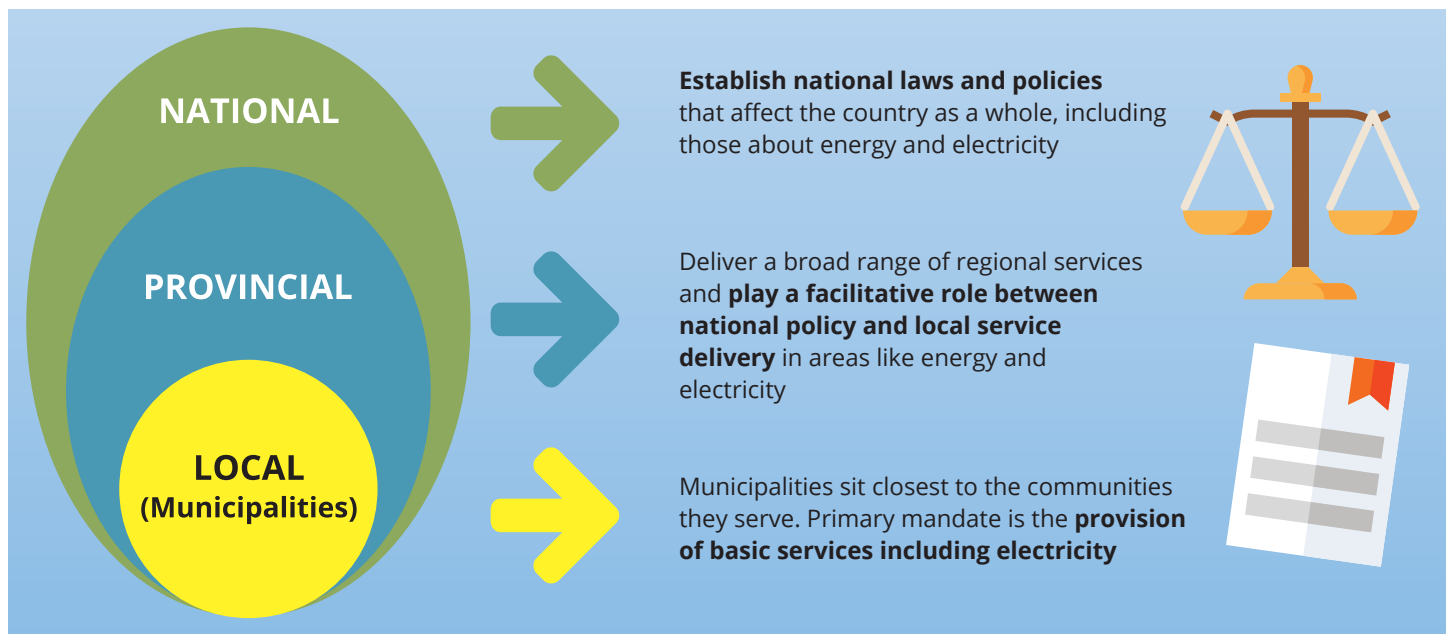 NATIONAL
Establish national laws and policies
that affect the country as a whole, including
those about energy and electricity
PROVINCIAL
Deliver a broad range of regional services
and play a facilitative role between
national policy and local service
delivery in areas like energy and
electricity
LOCAL
(Municipalities)
Municipalities sit closest to the communities
they serve. Primary mandate is the provision
of basic services including electricity